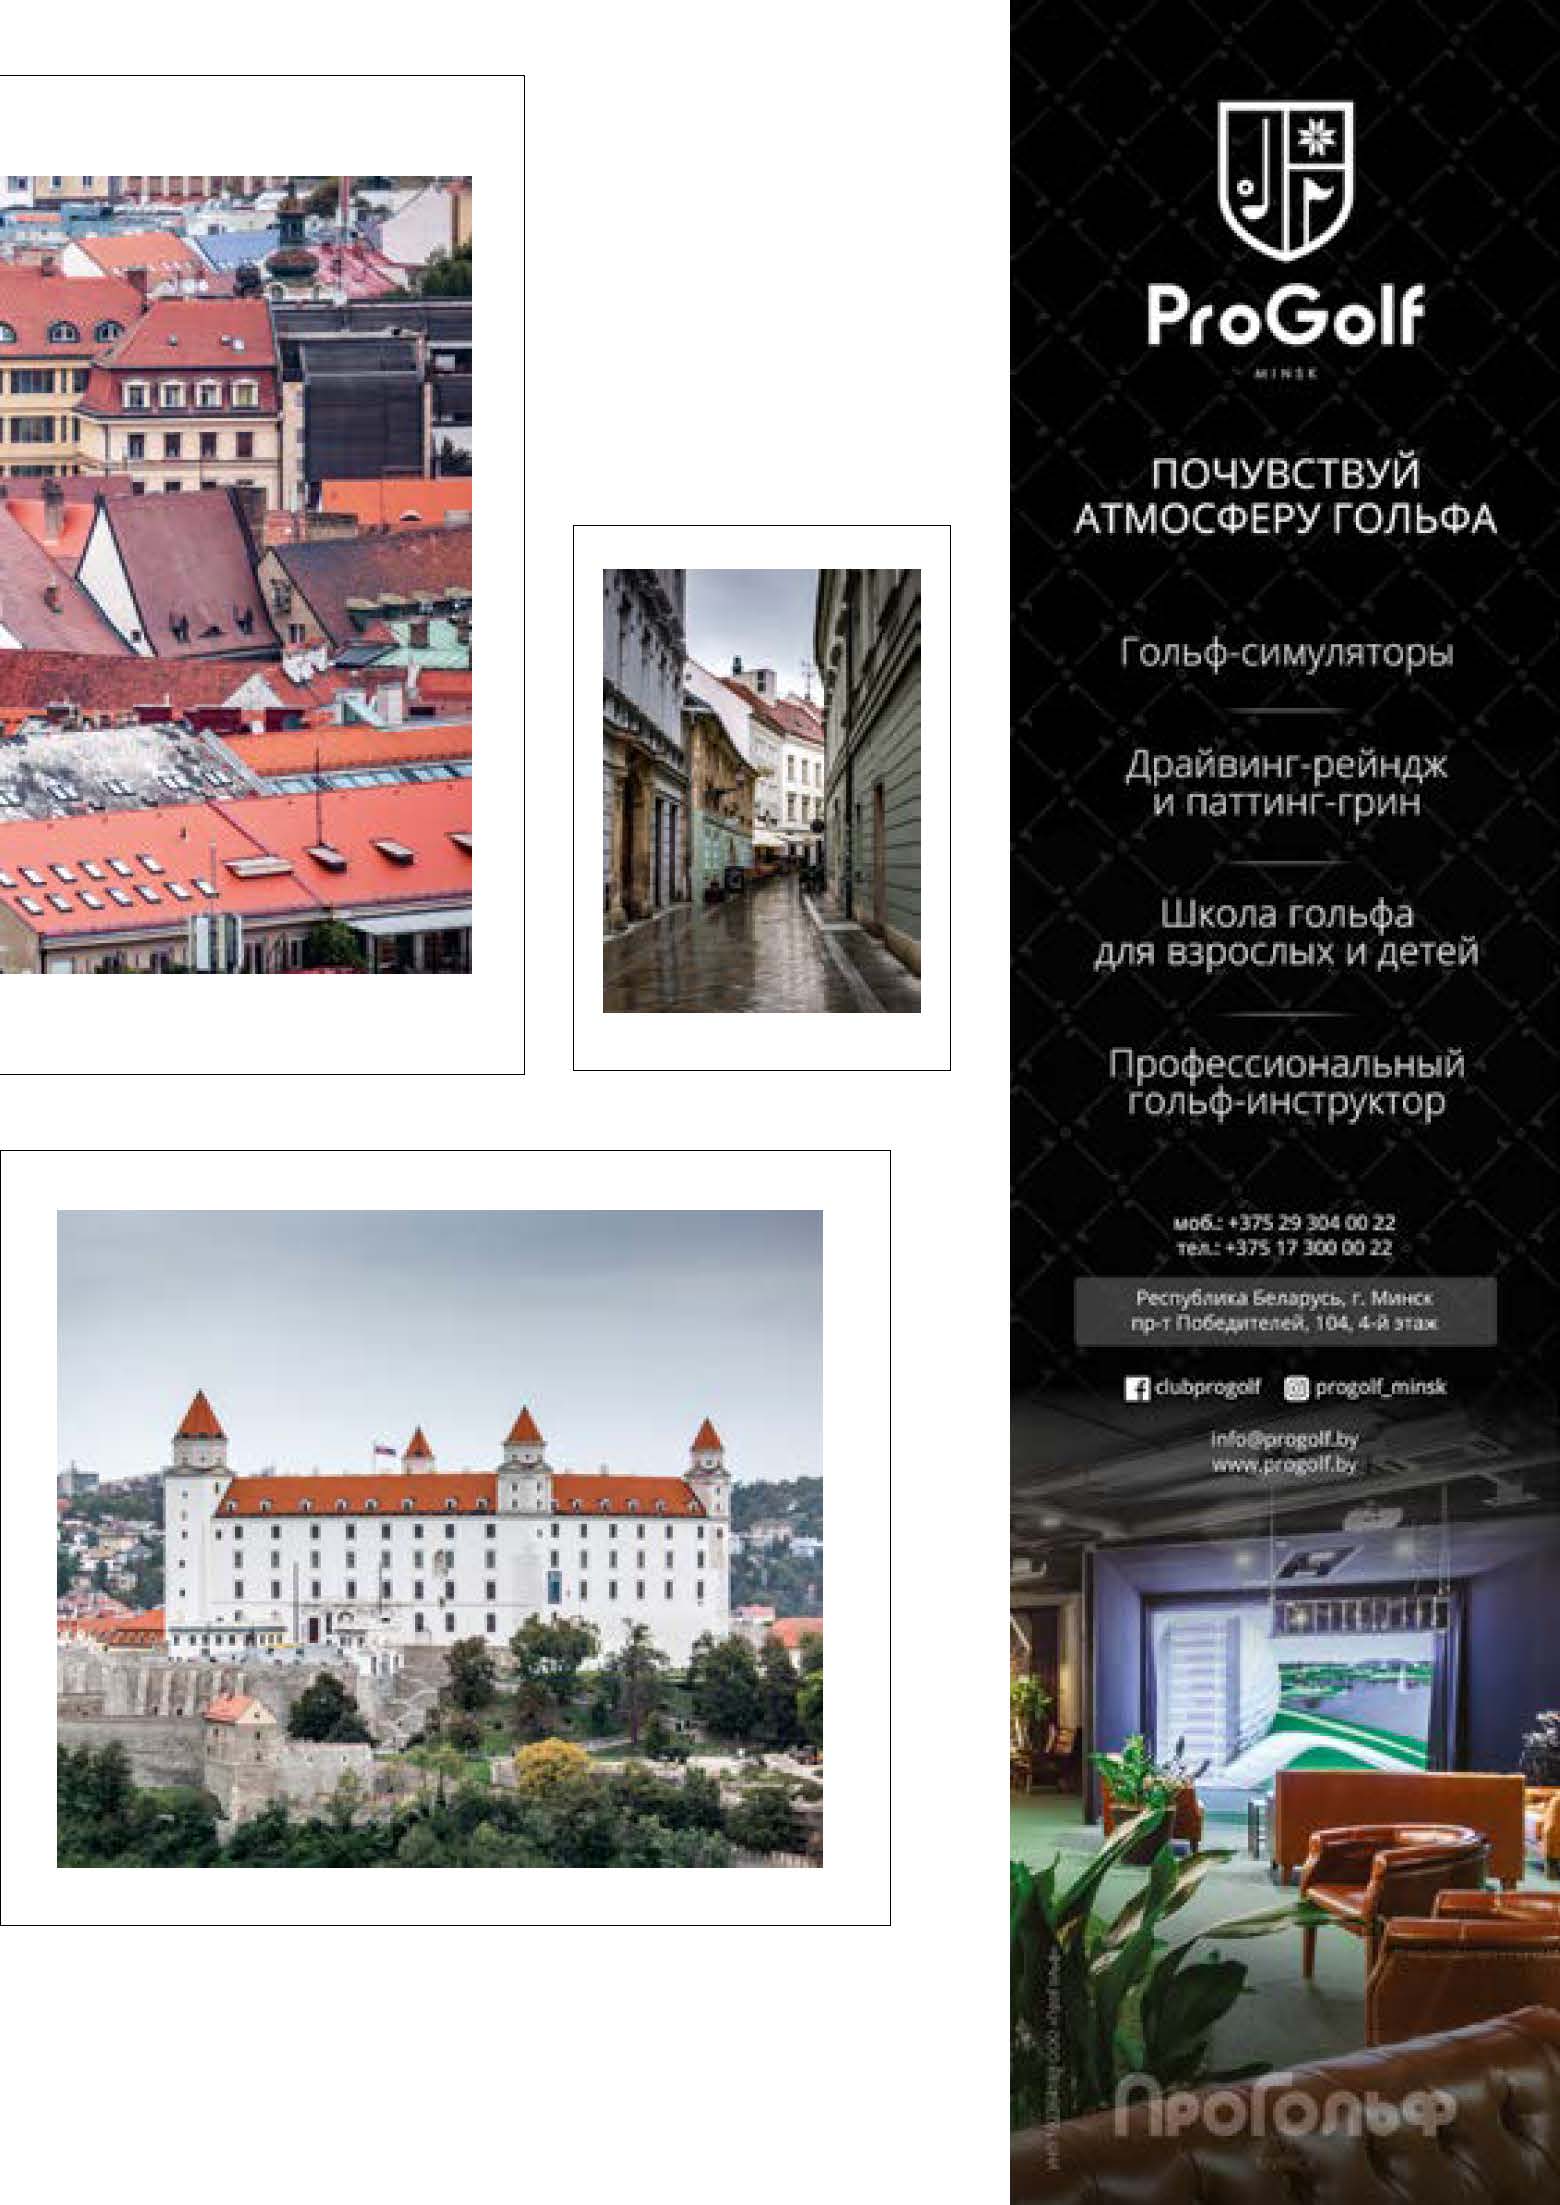 ProGolf
MINSK
ПОЧУВСТВУЙ
АТМОСФЕРУ ГОЛЬФА
Гольф-симуляторы
Драйвинг-рейндж
и паттинг-грин
Школа гольфа
для взрослых и детей
Профессиональный
гольф-инструктор
моб.: +375 29 304 00 22
тел.: +375 17 300 00 22
Республика Беларусь, г. Минск
пр-т Победителей, 104, 4-й этаж
clubprogolf
progolf_minsk
info@progolf.by
www.progolf.by
ПроГольф